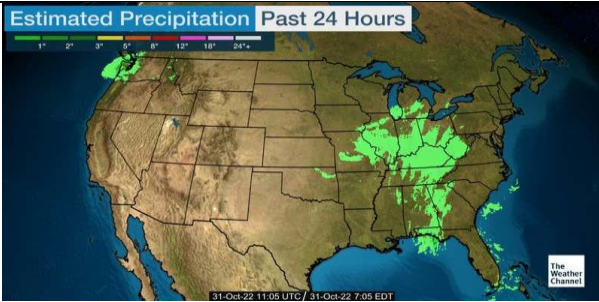 Estimated Precipitation Past 24 Hours
1" 2" 3" 5" 8" 12" 18" 24"+
The
Weather
Channel
31-Oct-22 11:05 UTC / 31-Oct-22 7:05 EDT